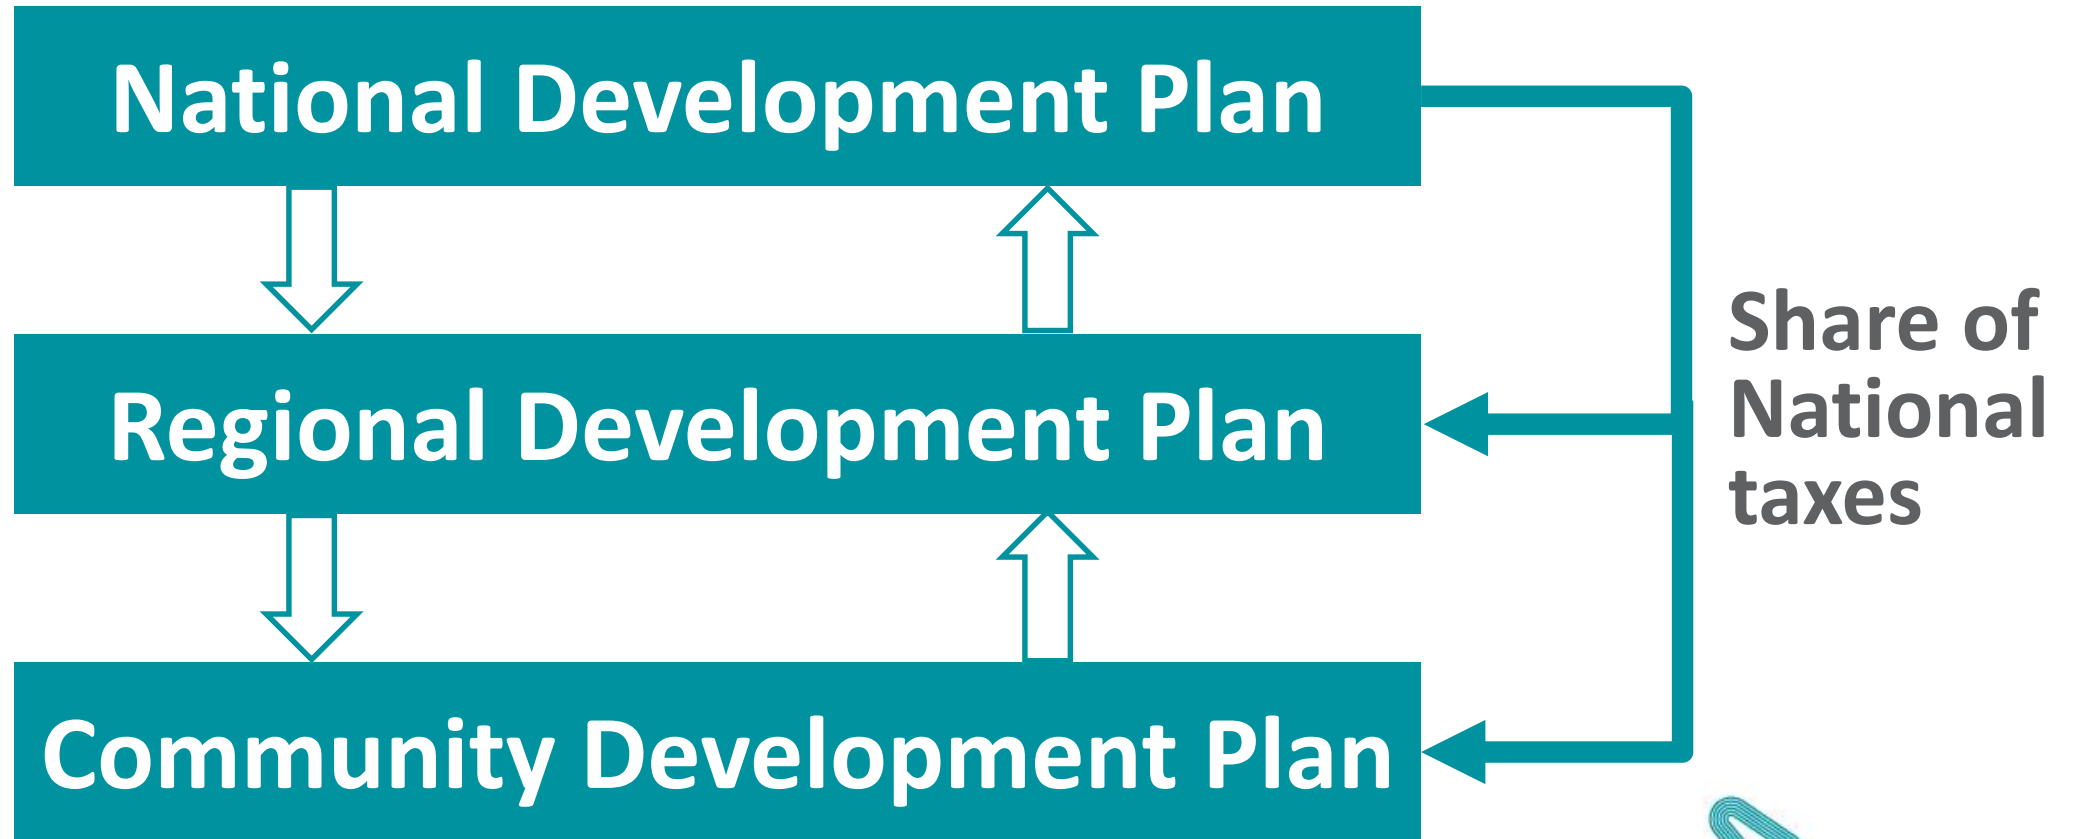 National Development Plan
Regional Development Plan
Share of
National
taxes
Community Development Plan